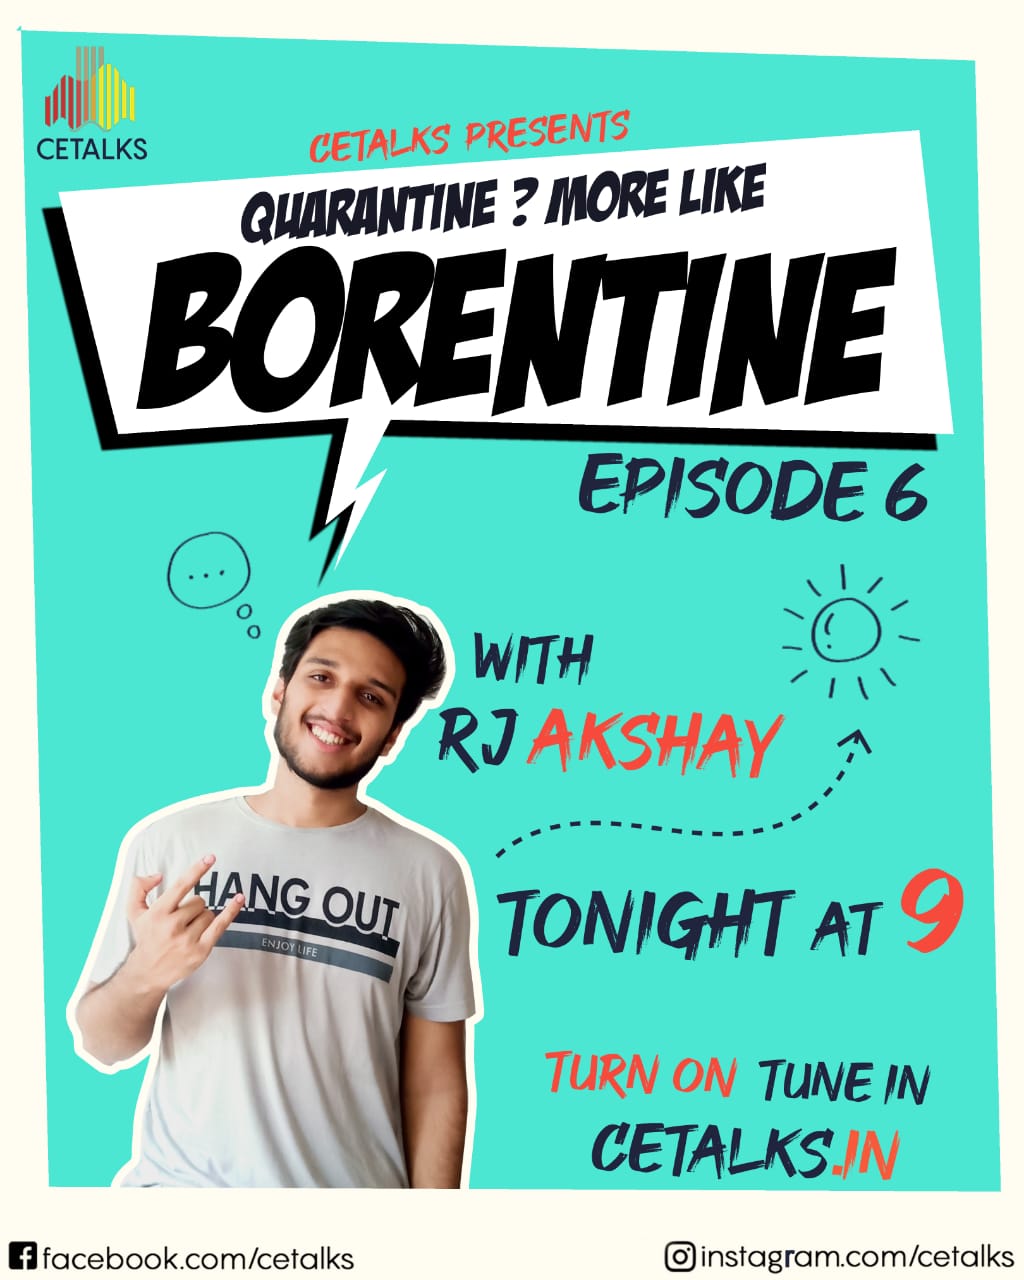 CETALKS
CETALKS PRESENTS
QUARANTINE ? MORE LIKE
BORENTINE
EPISODE 6
...
WITH
RJ AKSHAY
HANG OUT
ENJOY LIFE
TONIGHT AT 9
TURN ON TUNE IN
CETALKS.IN
facebook.com/cetalks
instagram.com/cetalks